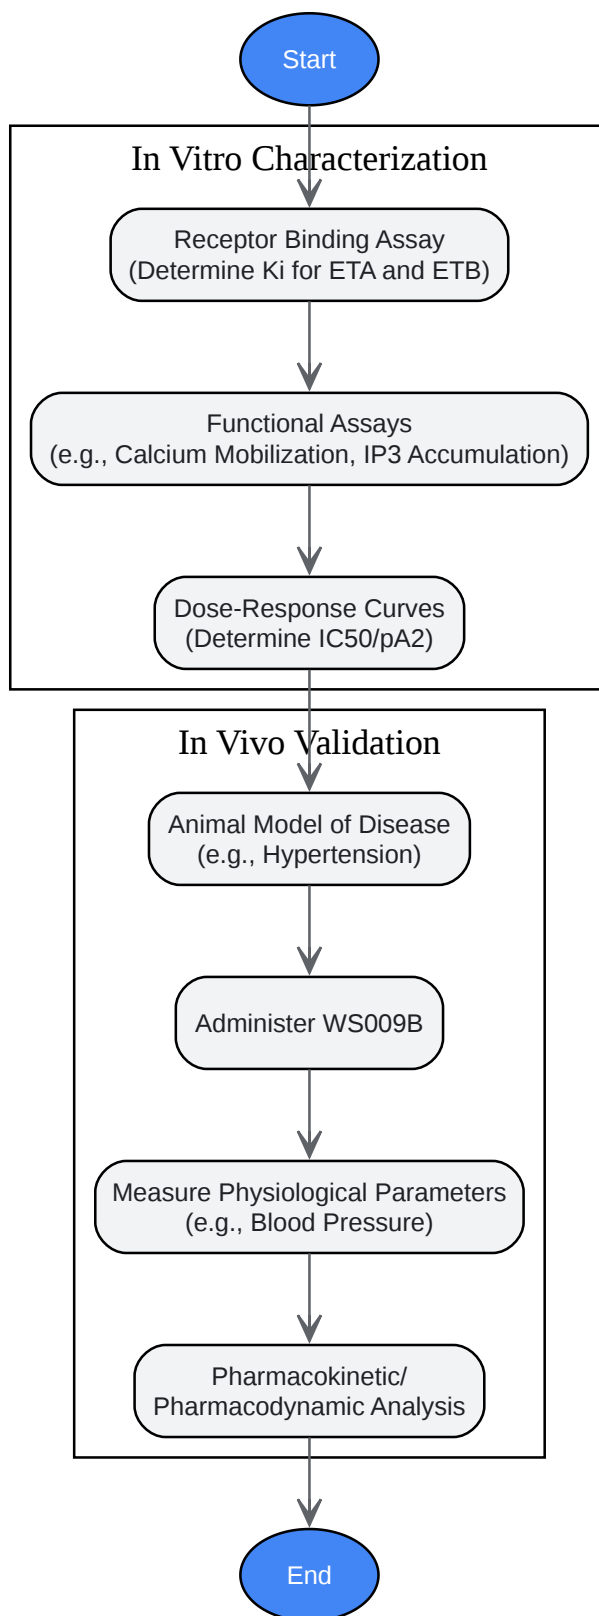 Start
In Vitro Characterization
Receptor Binding Assay
(Determine Ki for ETA and ETB)
Functional Assays
(e.g., Calcium Mobilization, IP3 Accumulation)
Dose-Response Curves
(Determine IC50/pA2)
In Vivo Validation
Animal Model of Disease
(e.g., Hypertension)
Administer WS009B
Measure Physiological Parameters
(e.g., Blood Pressure)
Pharmacokinetic/
Pharmacodynamic Analysis
End